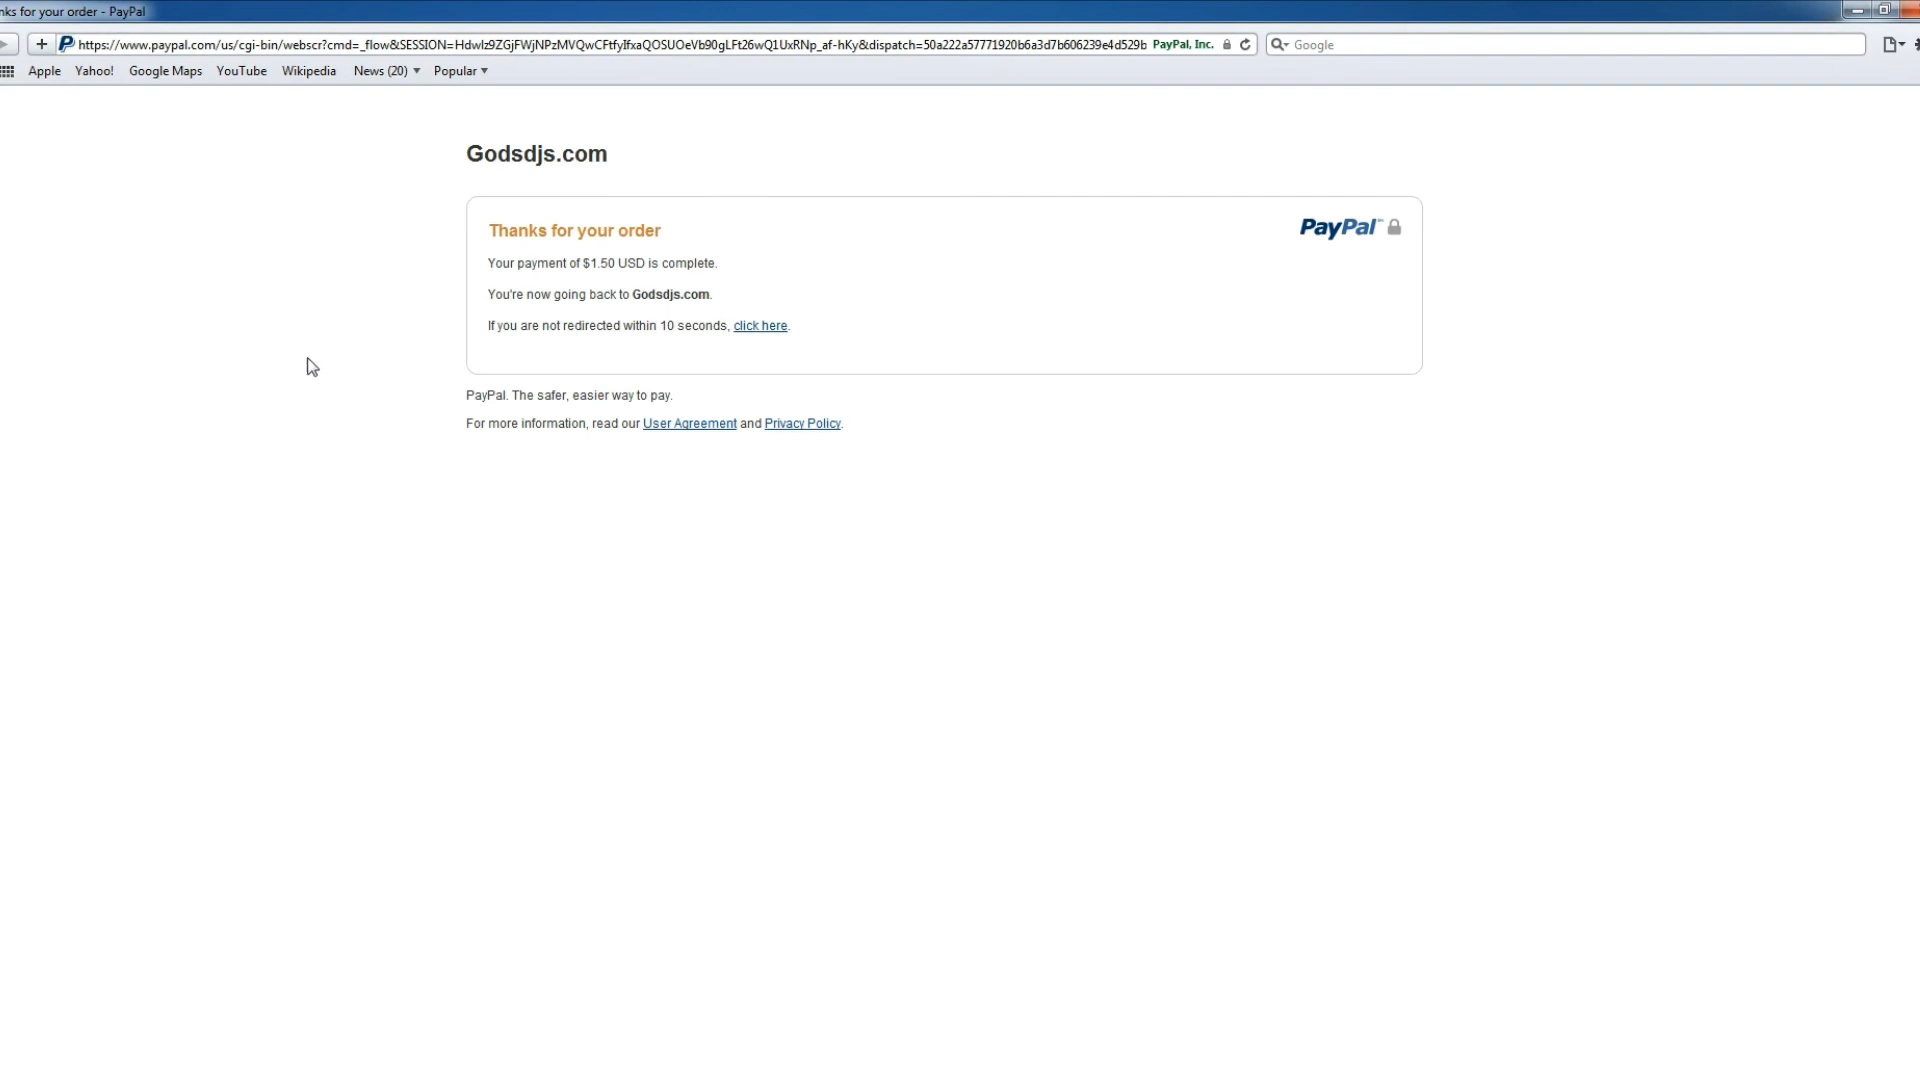 nks for your order - PayPal
https://www.paypal.com/us/cgi-bin/webscr?cmd=_flow&SESSION=HdwIz9ZGjFWjNPzMVQwCFtfyIfxaQOSUOeVb90gLFt26wQ1UxRNp_af-hKy&dispatch=50a222a57771920b6a3d7b606239e4d529b PayPal, Inc. Google
Apple Yahoo! Google Maps YouTube Wikipedia News (20) Popular
Godsdjs.com
Thanks for your order PayPal™
Your payment of $1.50 USD is complete.
You're now going back to Godsdjs.com.
If you are not redirected within 10 seconds, click here.
PayPal. The safer, easier way to pay.
For more information, read our User Agreement and Privacy Policy.